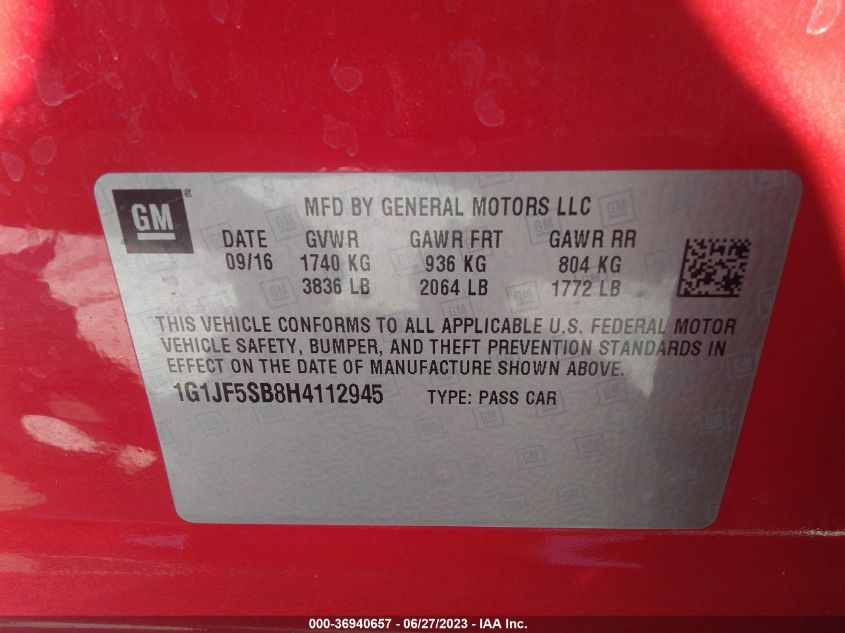 GM®
MFD BY GENERAL MOTORS LLC
DATE GVWR GAWR FRT GAWR RR
09/16 1740 KG 936 KG 804 KG
3836 LB 2064 LB 1772 LB
THIS VEHICLE CONFORMS TO ALL APPLICABLE U.S. FEDERAL MOTOR
VEHICLE SAFETY, BUMPER, AND THEFT PREVENTION STANDARDS IN
EFFECT ON THE DATE OF MANUFACTURE SHOWN ABOVE.
1G1JF5SB8H4112945 TYPE: PASS CAR
000-36940657 - 06/27/2023 - IAA Inc.